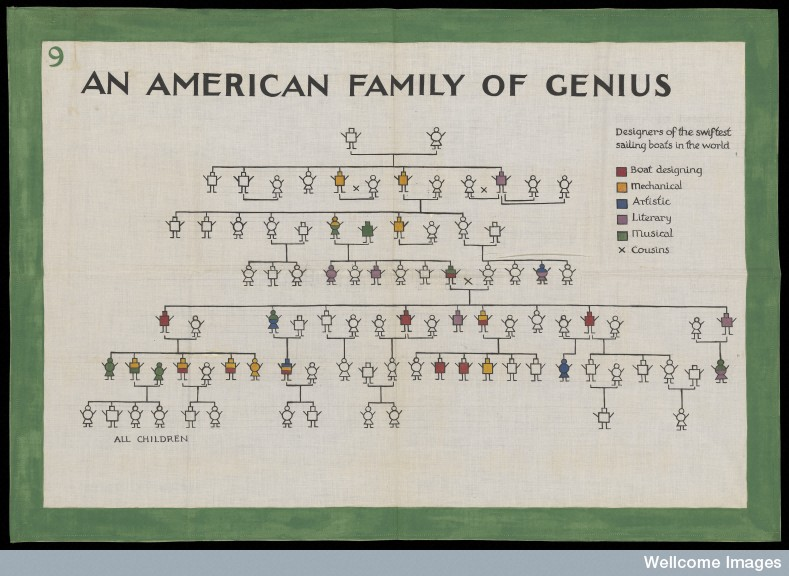 9
AN AMERICAN FAMILY OF GENIUS
Designers of the swiftest
sailing boats in the world
Boat designing
Mechanical
Artistic
Literary
Musical
x Cousins
x
x
x
ALL CHILDREN
Wellcome Images